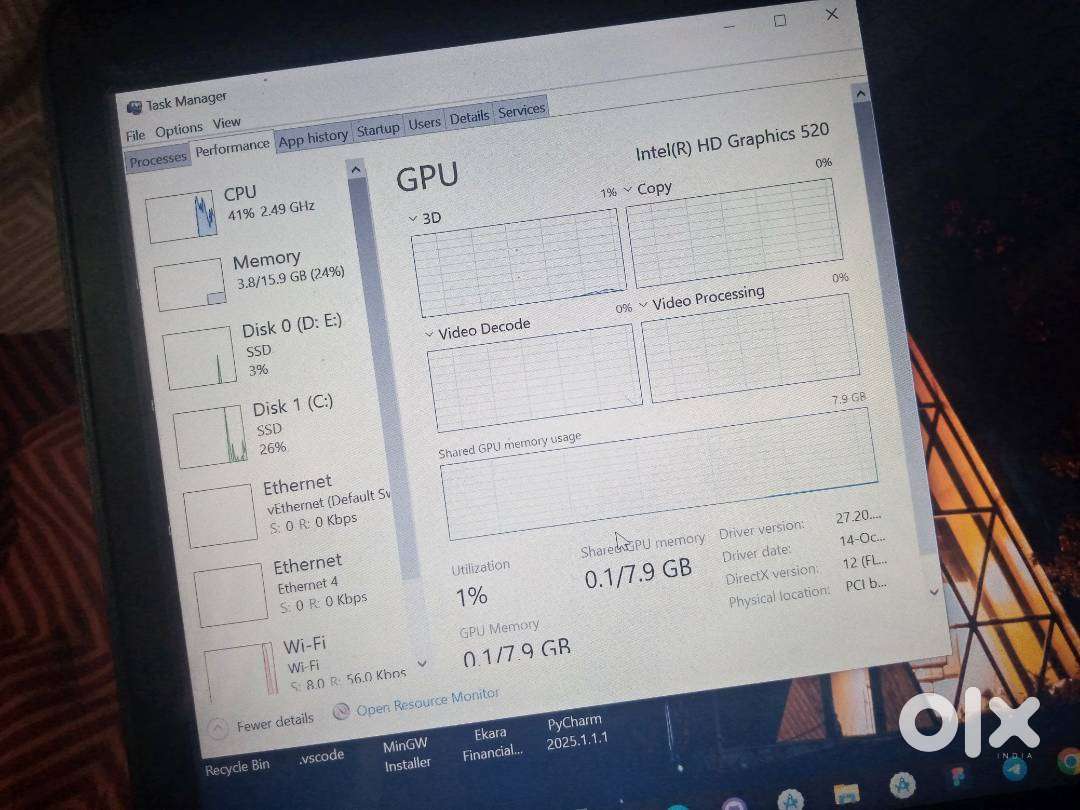 Task Manager
File Options View
Processes Performance App history Startup Users Details Services
CPU
41% 2.49 GHz
Memory
3.8/15.9 GB (24%)
Disk 0 (D: E:)
SSD
3%
Disk 1 (C:)
SSD
26%
Ethernet
vEthernet (Default Sw
S: 0 R: 0 Kbps
Ethernet
Ethernet 4
S: 0 R: 0 Kbps
Wi-Fi
Wi-Fi
S: 8.0 R: 56.0 Kbps
GPU
Intel(R) HD Graphics 520
3D 1%
Copy 0%
Video Decode 0%
Video Processing 0%
Shared GPU memory usage 7.9 GB
Utilization
1%
Shared GPU memory
0.1/7.9 GB
GPU Memory
0.1/7.9 GB
Driver version: 27.20....
Driver date: 14-Oc...
DirectX version: 12 (FL...
Physical location: PCI b...
Fewer details
Open Resource Monitor
Recycle Bin
.vscode
MinGW
Installer
Ekara
Financial...
PyCharm
2025.1.1.1
olx
INDIA